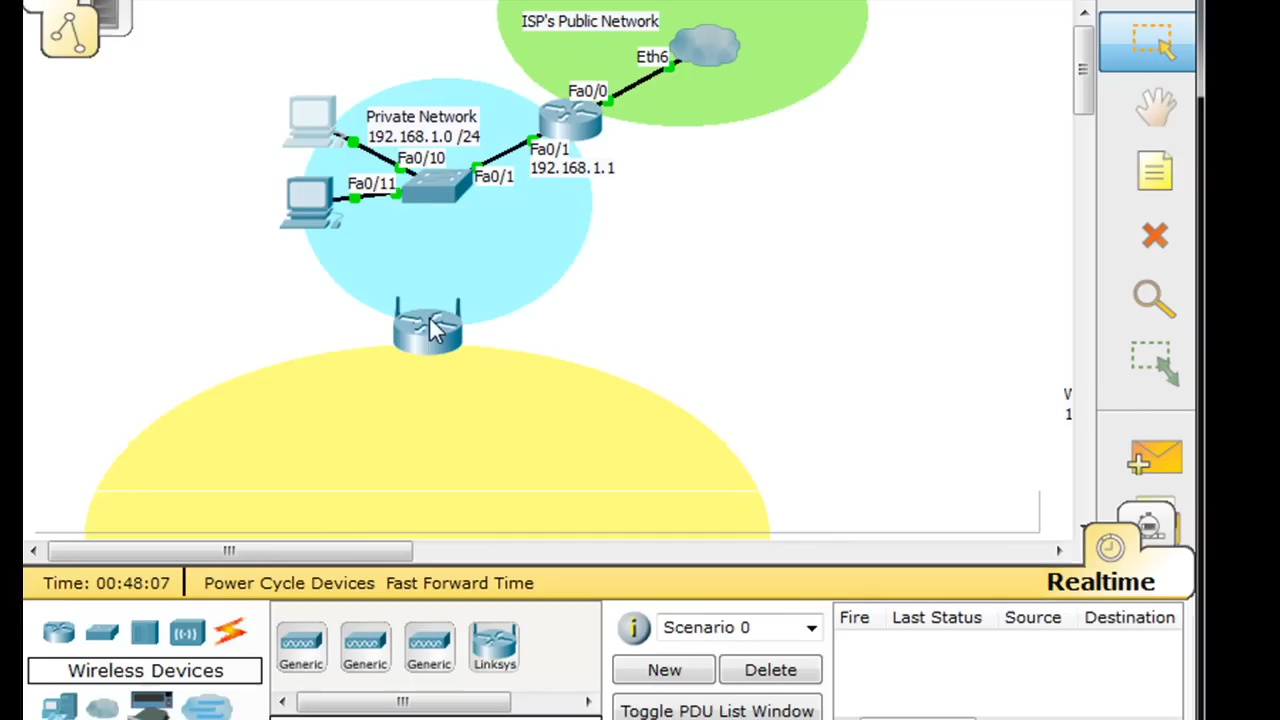 ISP's Public Network
Eth6
Fa0/0
Private Network
192.168.1.0 /24
Fa0/1
192.168.1.1
Fa0/10
Fa0/1
Fa0/11
V
1
Time: 00:48:07
Power Cycle Devices Fast Forward Time
Realtime
Fire Last Status Source Destination
Scenario 0
Generic
Generic
Generic
Linksys
Wireless Devices
New
Delete
Toggle PDU List Window